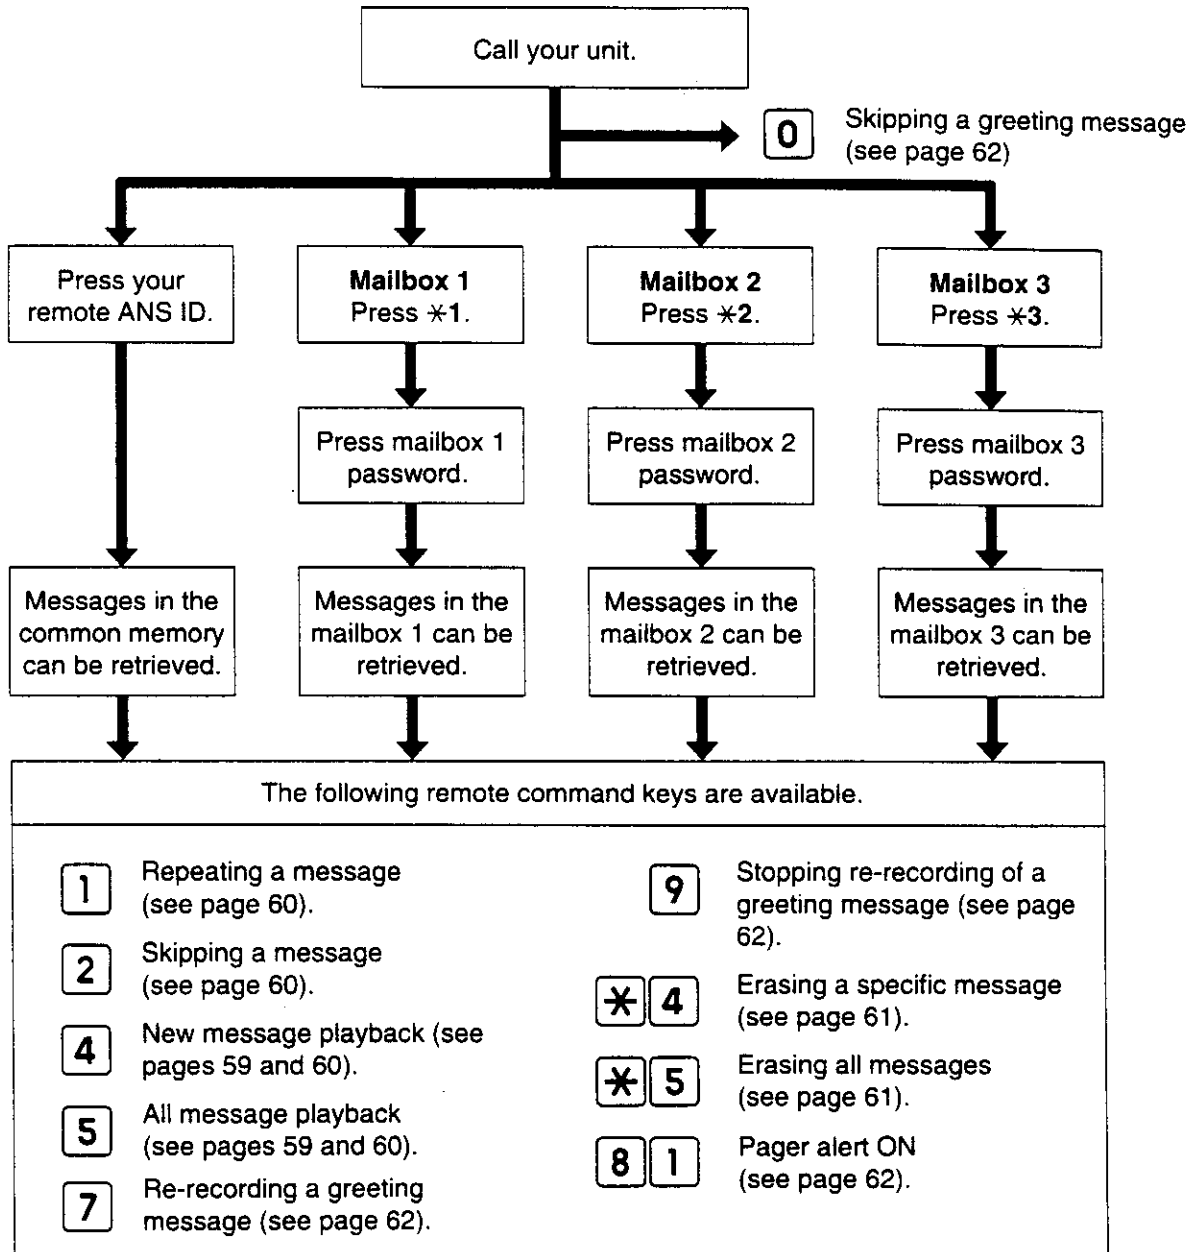 Call your unit.
0 Skipping a greeting message
(see page 62)
Press your
remote ANS ID.
Mailbox 1
Press *1.
Mailbox 2
Press *2.
Mailbox 3
Press *3.
Press mailbox 1
password.
Press mailbox 2
password.
Press mailbox 3
password.
Messages in the
common memory
can be retrieved.
Messages in the
mailbox 1 can be
retrieved.
Messages in the
mailbox 2 can be
retrieved.
Messages in the
mailbox 3 can be
retrieved.
The following remote command keys are available.
1 Repeating a message
(see page 60).
2 Skipping a message
(see page 60).
4 New message playback (see
pages 59 and 60).
5 All message playback
(see pages 59 and 60).
7 Re-recording a greeting
message (see page 62).
9 Stopping re-recording of a
greeting message (see page
62).
*4 Erasing a specific message
(see page 61).
*5 Erasing all messages
(see page 61).
81 Pager alert ON
(see page 62).